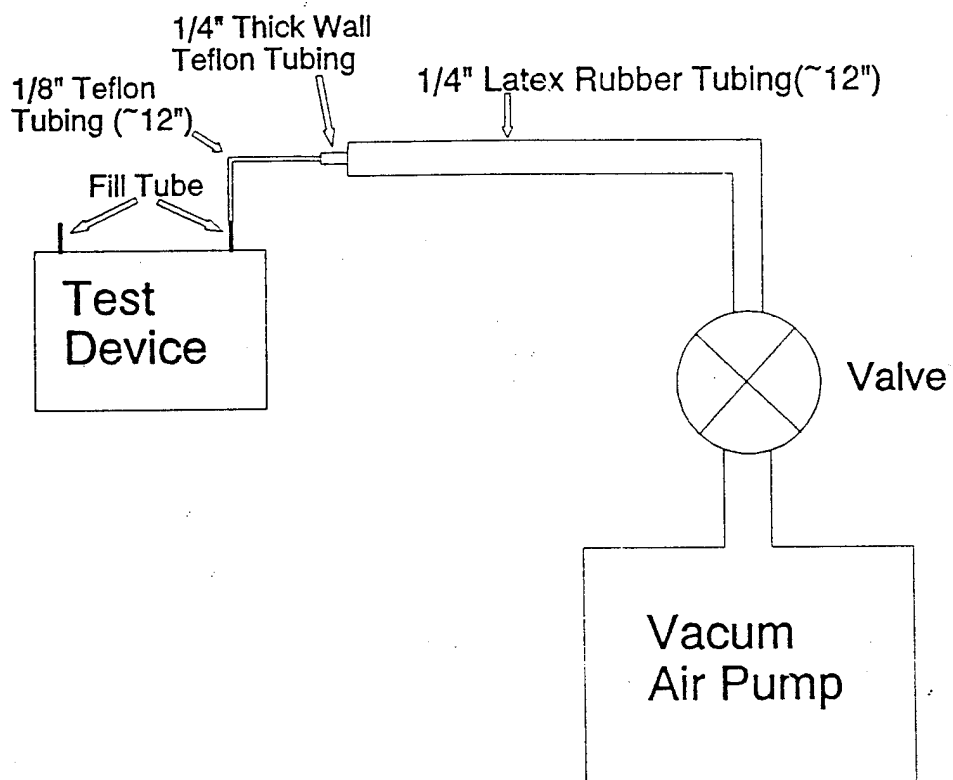 1/4" Thick Wall
Teflon Tubing
1/4" Latex Rubber Tubing(~12")
1/8" Teflon
Tubing (~12")
Fill Tube
Test
Device
Valve
Vacum
Air Pump